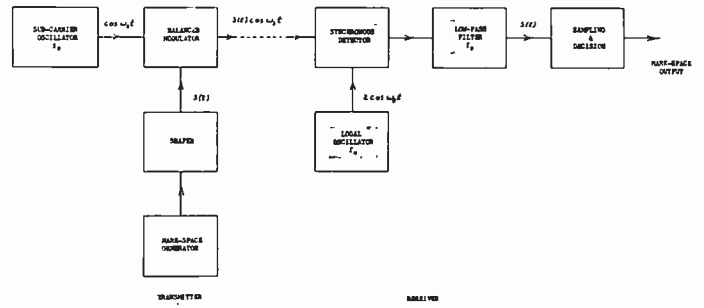 SUB-CARRIER
OSCILLATOR
f₀
cos ω₀t
BALANCED
MODULATOR
S(t) cos ω₀t
SYNCHRONOUS
DETECTOR
LOW-PASS
FILTER
f₀
S(t)
SAMPLING
&
DECISION
MARK-SPACE
OUTPUT
S(t)
2 cos ω₀t
SHAPER
LOCAL
OSCILLATOR
f₀
MARK-SPACE
GENERATOR
TRANSMITTER
RECEIVER